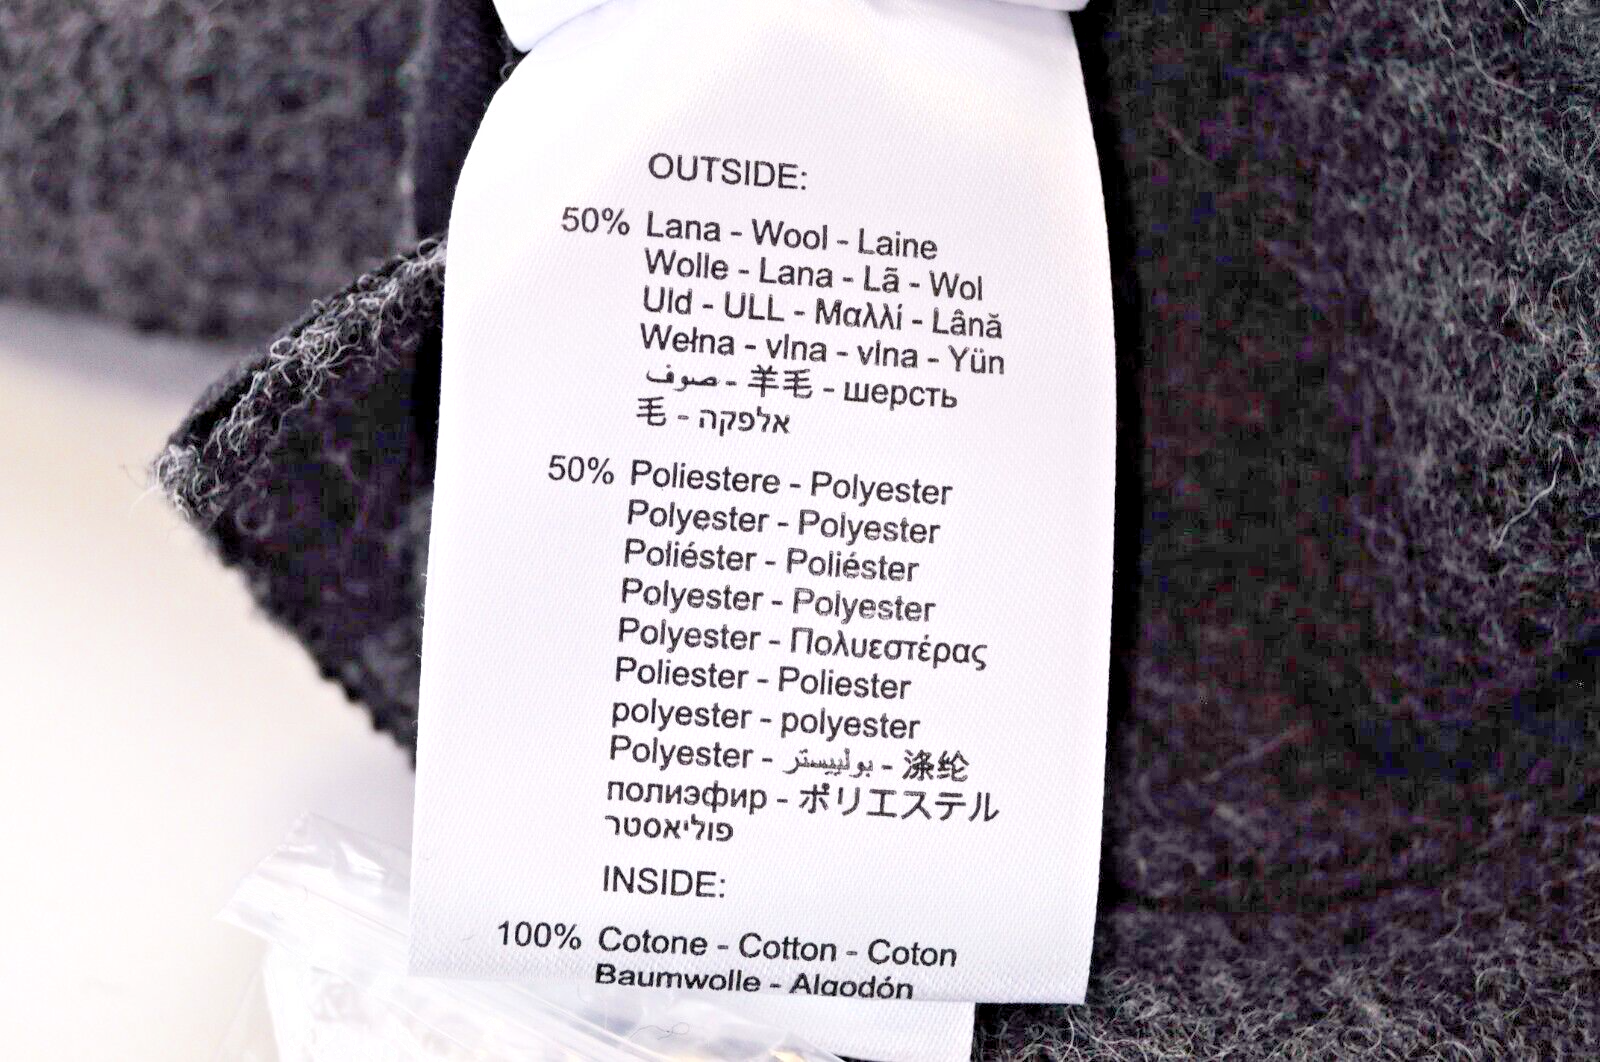 OUTSIDE:
50% Lana - Wool - Laine
Wolle - Lana - Lã - Wol
Uld - ULL - Μαλλί - Lână
Wełna - vlna - vlna - Yün
صوف - 羊毛 - шерсть
毛 - אלפקה
50% Poliestere - Polyester
Polyester - Polyester
Poliéster - Poliéster
Polyester - Polyester
Polyester - Πολυεστέρας
Poliester - Poliester
polyester - polyester
Polyester - بولييستر - 涤纶
полиэфир - ポリエステル
פוליאסטר
INSIDE:
100% Cotone - Cotton - Coton
Baumwolle - Algodón